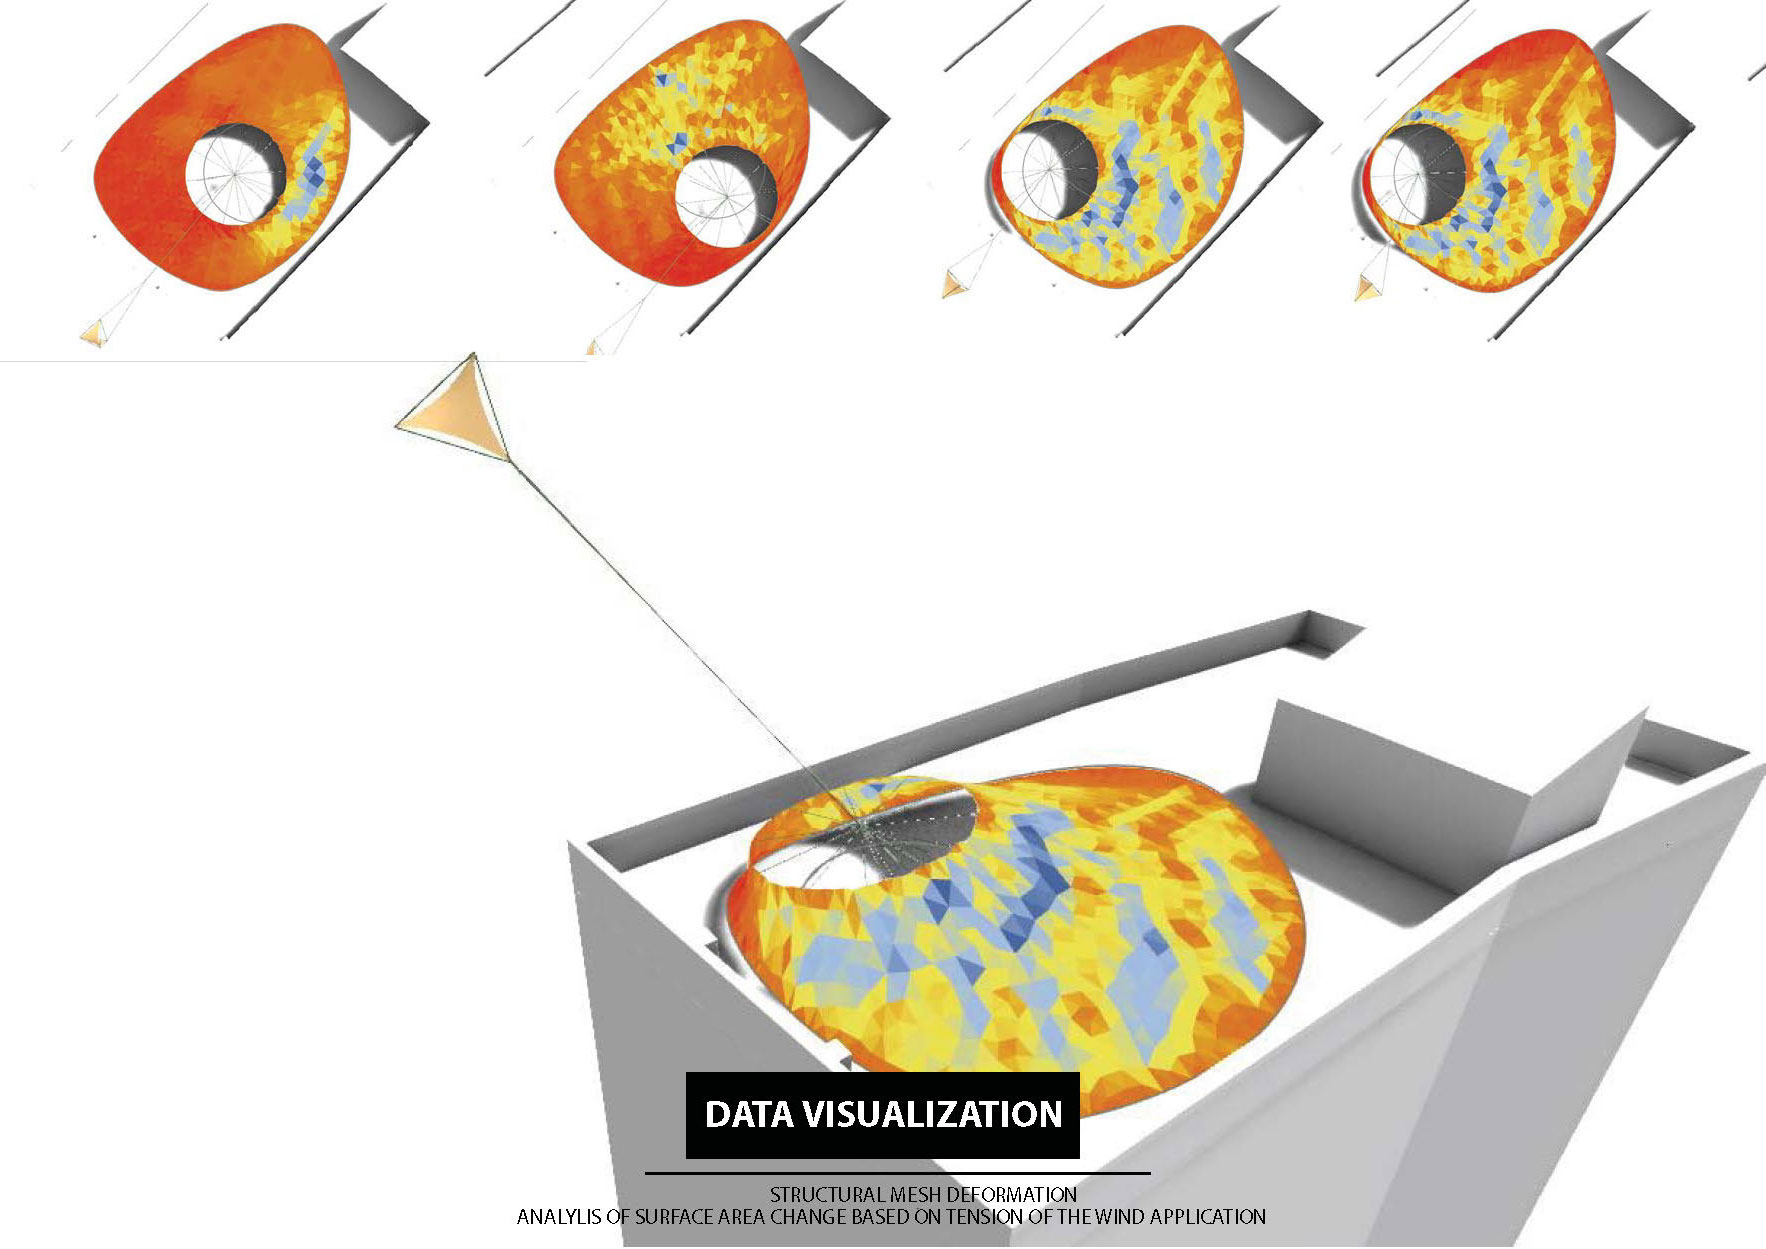 DATA VISUALIZATION
STRUCTURAL MESH DEFORMATION
ANALYLIS OF SURFACE AREA CHANGE BASED ON TENSION OF THE WIND APPLICATION